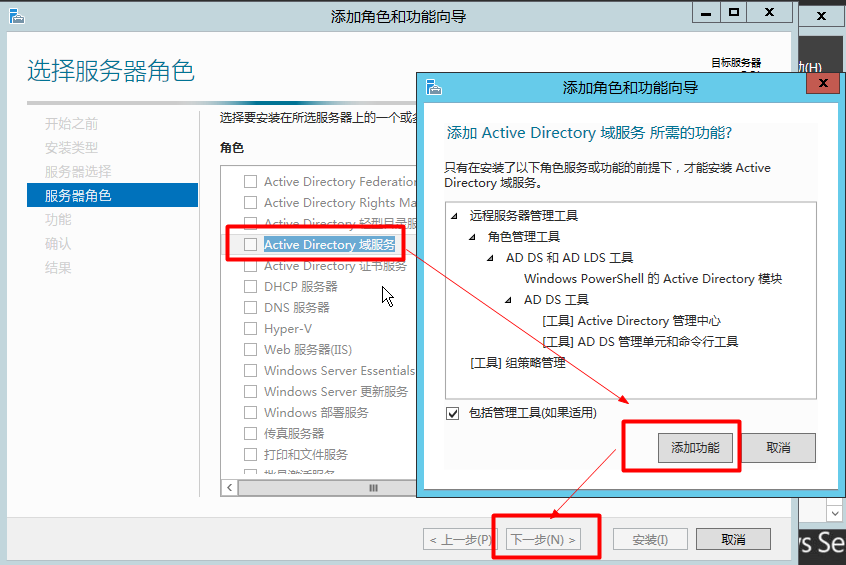 添加角色和功能向导
选择服务器角色
目标服务器
开始之前
安装类型
服务器选择
服务器角色
功能
确认
结果
选择要安装在所选服务器上的一个或
角色
Active Directory Federation
Active Directory Rights Ma
Active Directory 轻型目录服
Active Directory 域服务
Active Directory 证书服务
DHCP 服务器
DNS 服务器
Hyper-V
Web 服务器(IIS)
Windows Server Essentials
Windows Server 更新服务
Windows 部署服务
传真服务器
打印和文件服务
批量激活服务
< 上一步(P)
下一步(N) >
安装(I)
取消
添加角色和功能向导
添加 Active Directory 域服务 所需的功能?
只有在安装了以下角色服务或功能的前提下，才能安装 Active
Directory 域服务。
远程服务器管理工具
角色管理工具
AD DS 和 AD LDS 工具
Windows PowerShell 的 Active Directory 模块
AD DS 工具
[工具] Active Directory 管理中心
[工具] AD DS 管理单元和命令行工具
[工具] 组策略管理
包括管理工具(如果适用)
添加功能
取消
(H)
s Se